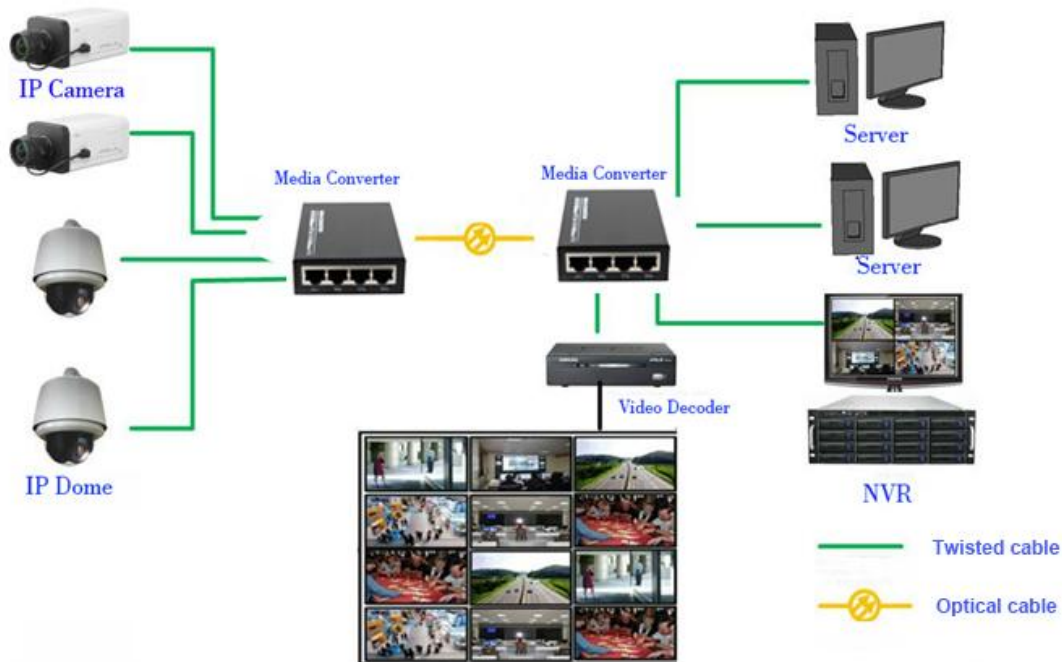 IP Camera
Media Converter
Media Converter
Server
Server
Video Decoder
IP Dome
NVR
Twisted cable
Optical cable